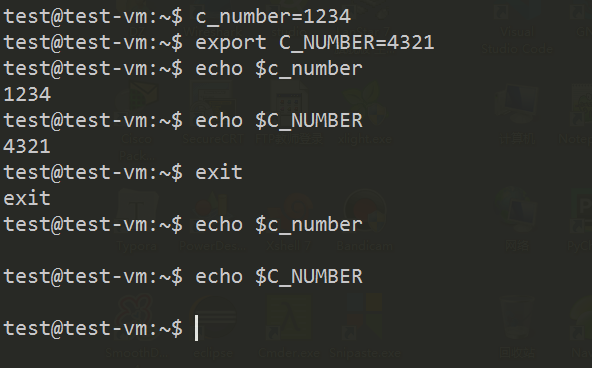 test@test-vm:~$ c_number=1234
test@test-vm:~$ export C_NUMBER=4321
test@test-vm:~$ echo $c_number
1234
test@test-vm:~$ echo $C_NUMBER
4321
test@test-vm:~$ exit
exit
test@test-vm:~$ echo $c_number

test@test-vm:~$ echo $C_NUMBER

test@test-vm:~$